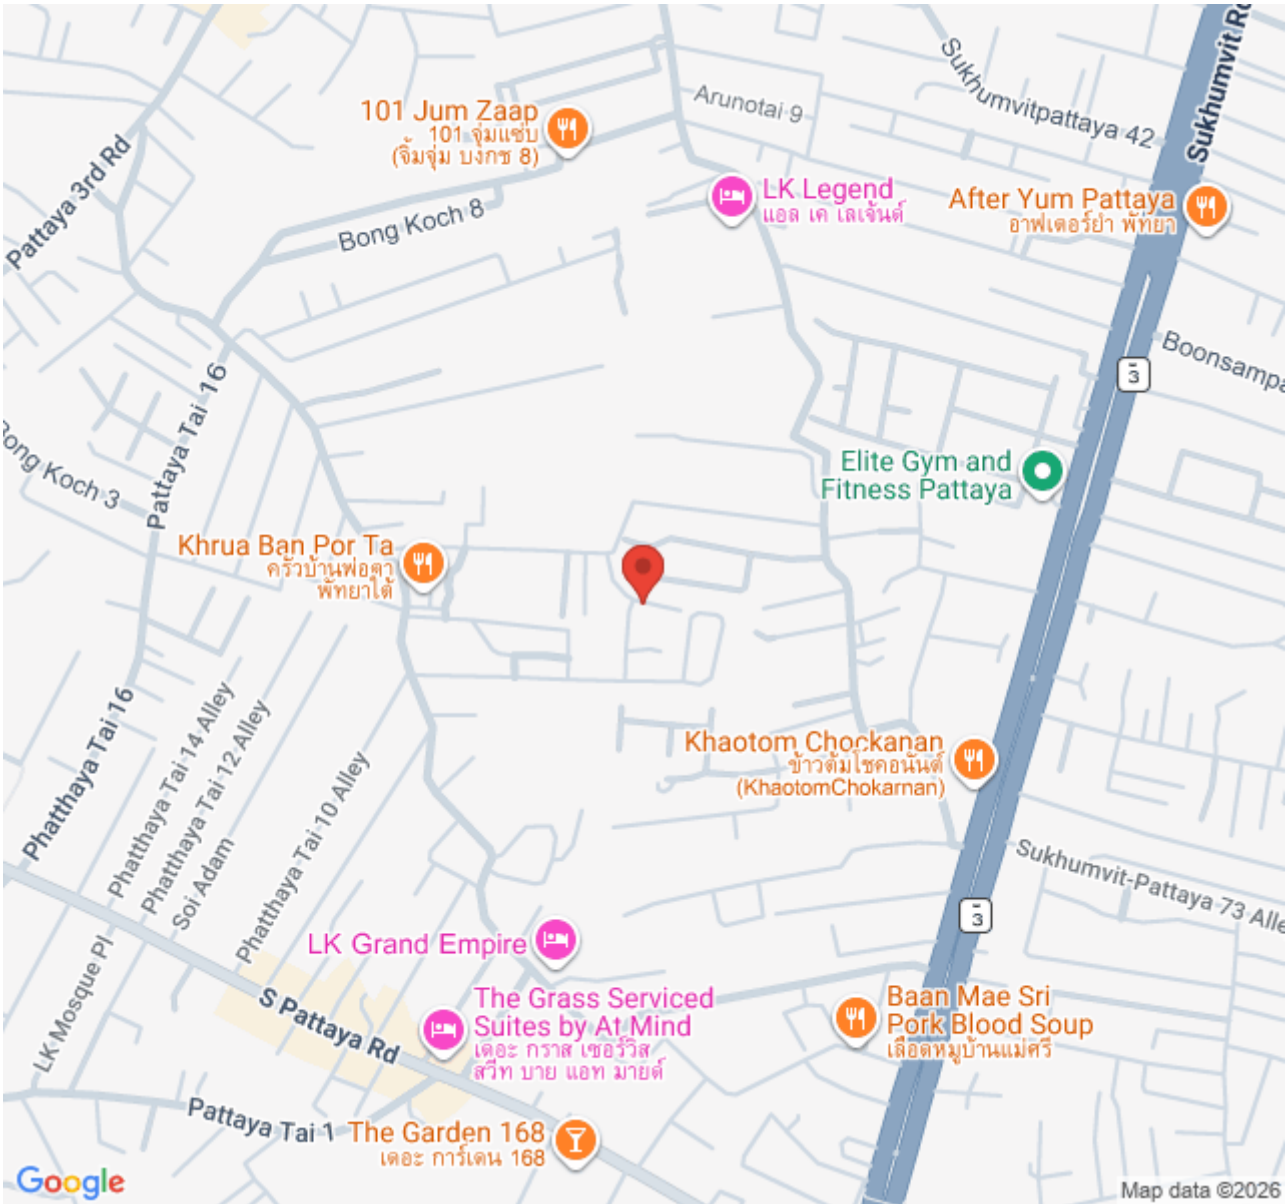 Sukhumvit Rd
Sukhumvitpattaya 42
Arunotai 9
101 Jum Zaap
101 จุ่มแซ่บ
(จิ้มจุ่ม บงกช 8)
Pattaya 3rd Rd
Bong Koch 8
LK Legend
แอล เค เลเจ้นด์
After Yum Pattaya
อาฟเตอร์ยำ พัทยา
Boonsampa
3
Pattaya Tai 16
Bong Koch 3
Elite Gym and
Fitness Pattaya
Khrua Ban Por Ta
ครัวบ้านพ่อตา
พัทยาใต้
Phatthaya Tai 16
Phatthaya Tai 14 Alley
Phatthaya Tai 12 Alley
Soi Adam
Phatthaya Tai 10 Alley
Khaotom Chockanan
ข้าวต้มโชคอนันต์
(KhaotomChokarnan)
Sukhumvit-Pattaya 73 Alle
3
LK Mosque Pl
S Pattaya Rd
LK Grand Empire
The Grass Serviced
Suites by At Mind
เดอะ กราส เซอร์วิส
สวีท บาย แอท มายด์
Baan Mae Sri
Pork Blood Soup
เลือดหมูบ้านแม่ศรี
Pattaya Tai 1
The Garden 168
เดอะ การ์เดน 168
Google
Map data ©2026